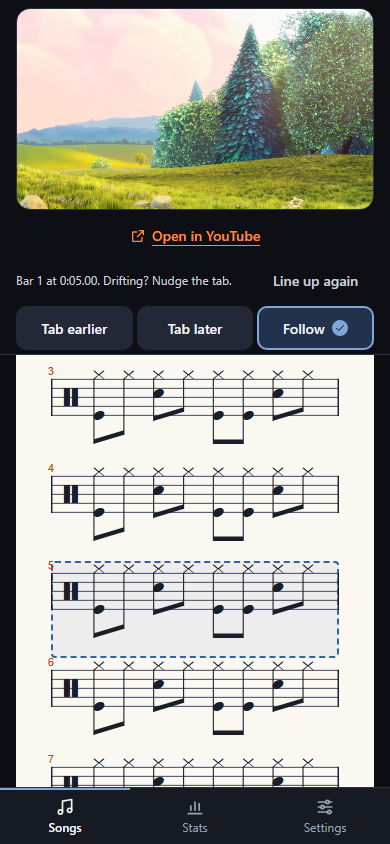 Open in YouTube
Bar 1 at 0:05.00. Drifting? Nudge the tab.
Line up again
Tab earlier
Tab later
Follow
3
4
5
6
7
Songs
Stats
Settings